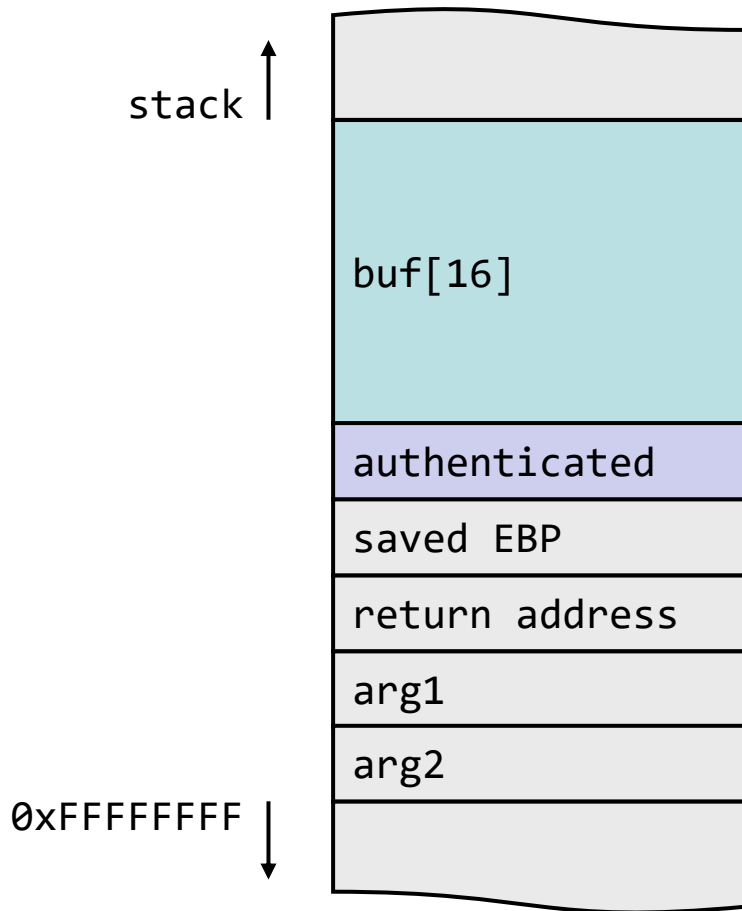 stack
buf[16]
authenticated
saved EBP
return address
arg1
arg2
0xFFFFFFFF